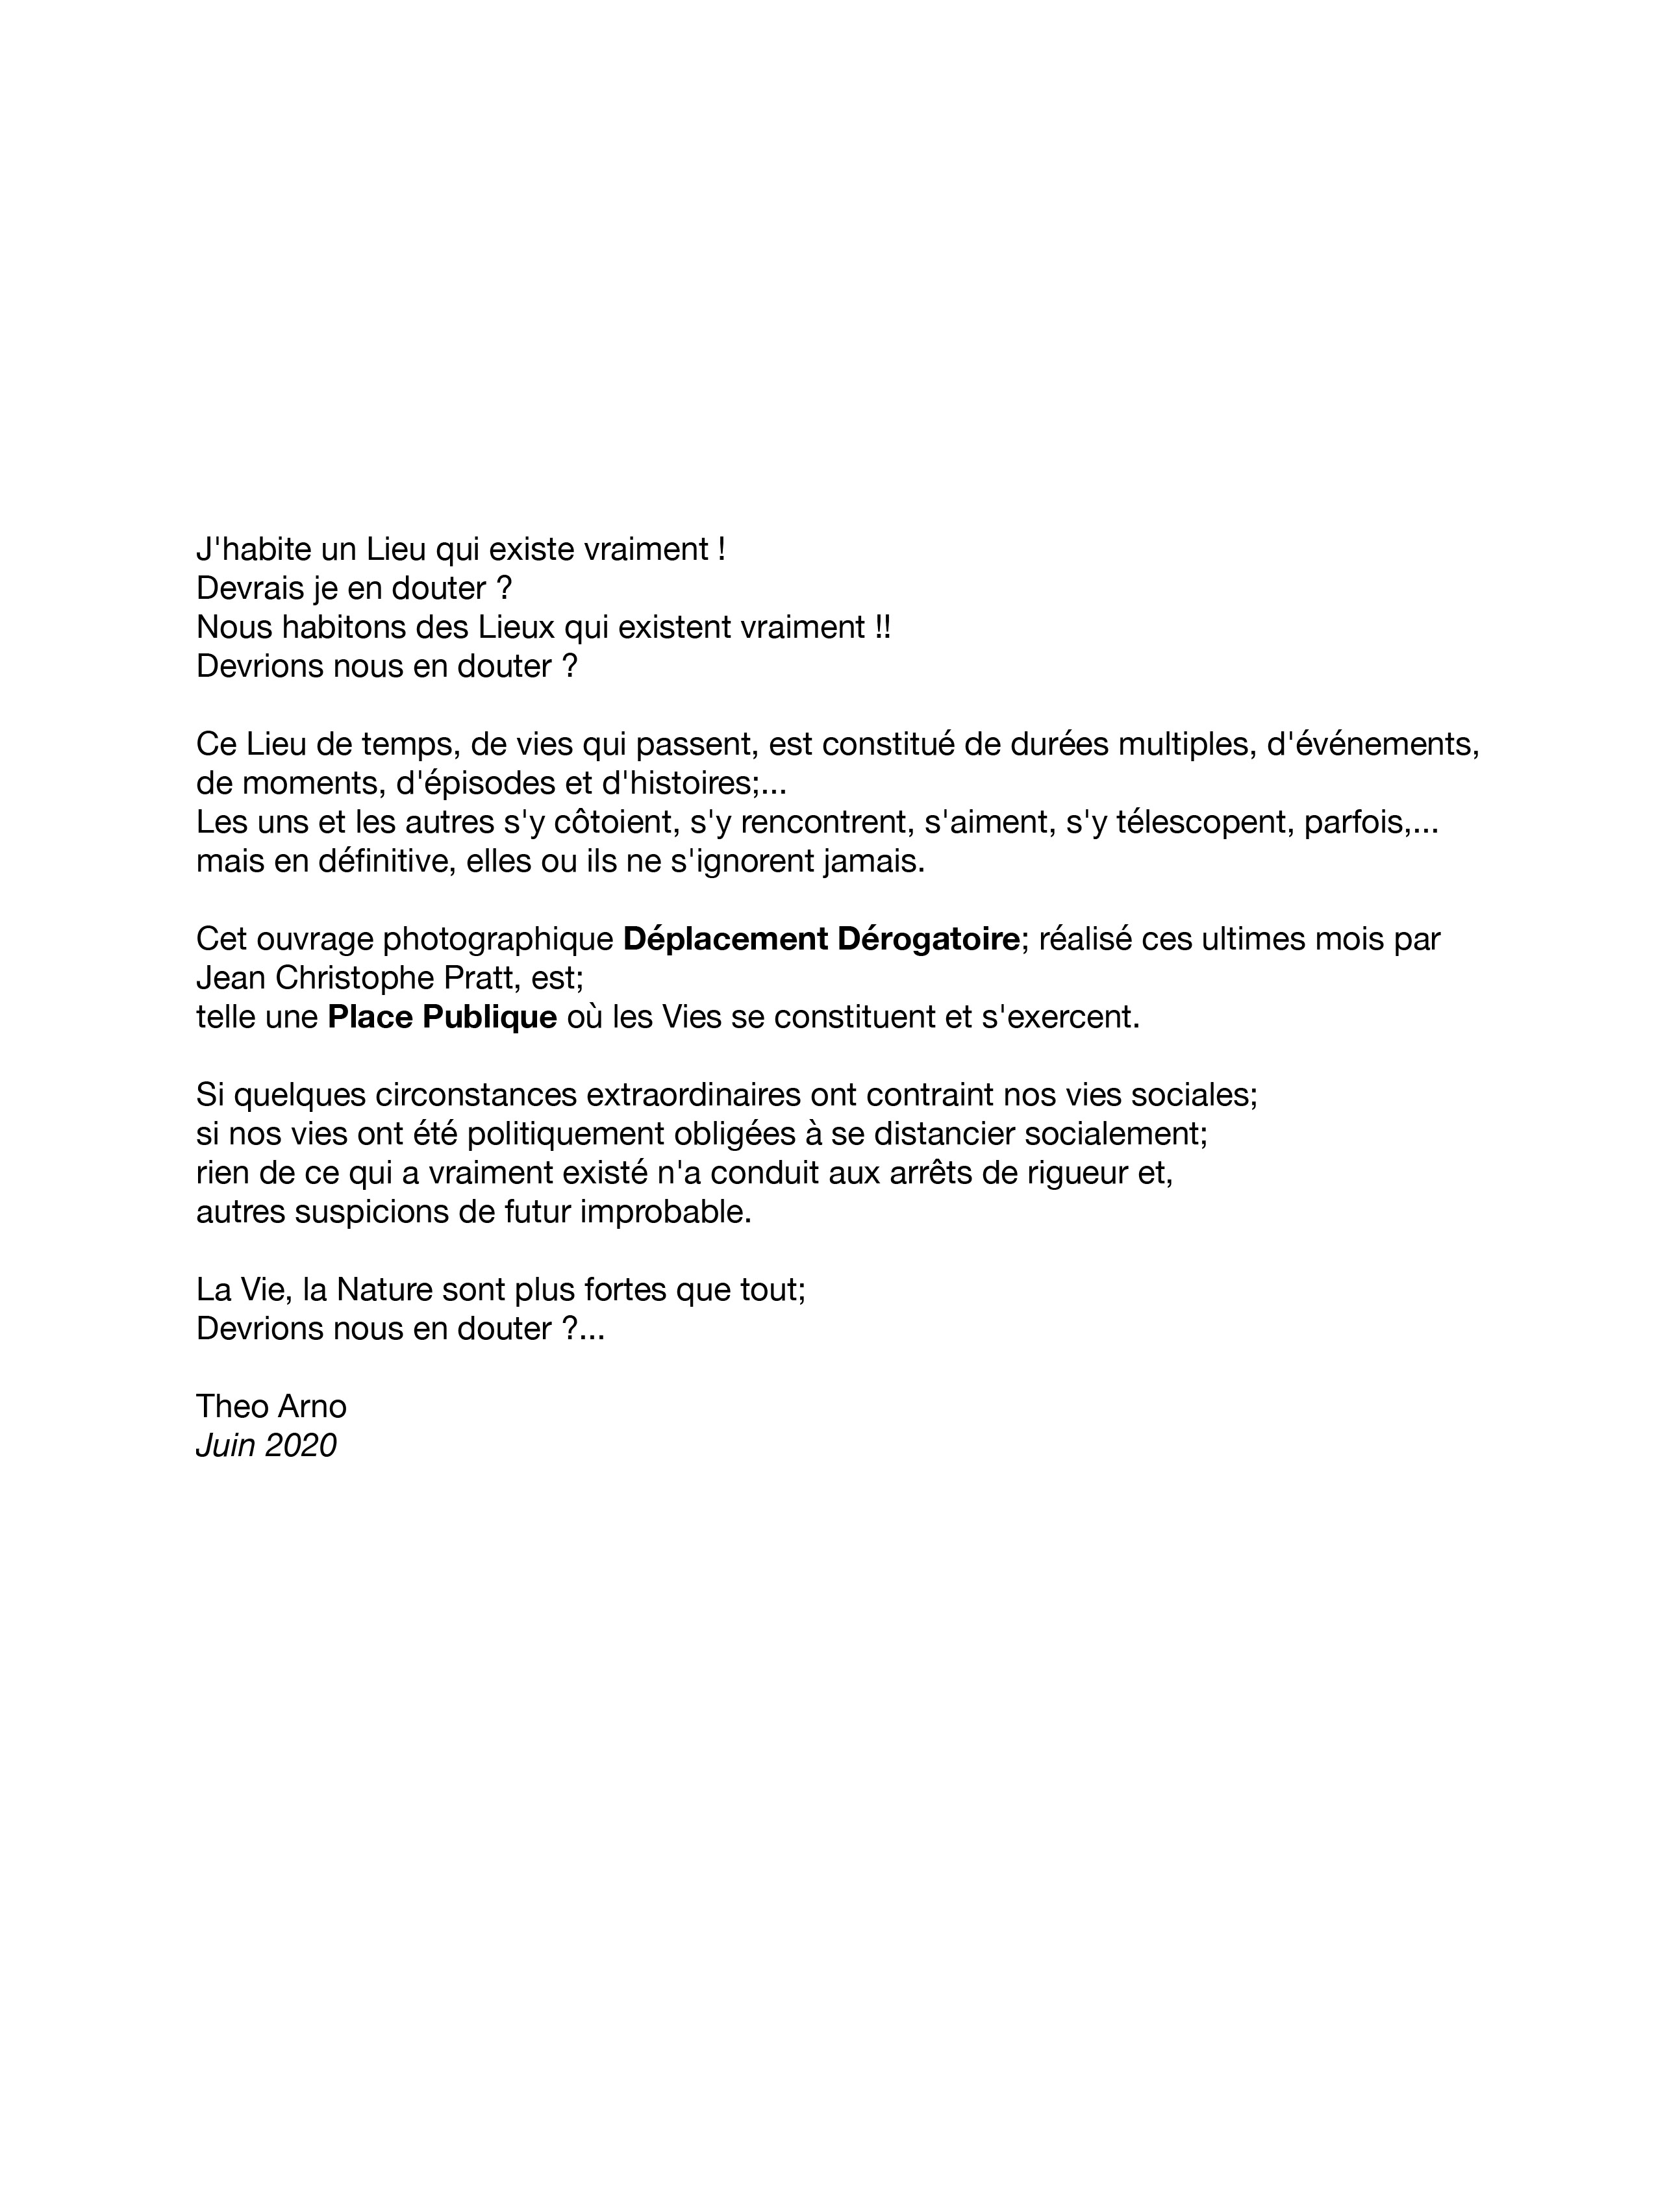 J'habite un Lieu qui existe vraiment !
Devrais je en douter ?
Nous habitons des Lieux qui existent vraiment !!
Devrions nous en douter ?
Ce Lieu de temps, de vies qui passent, est constitué de durées multiples, d'événements,
de moments, d'épisodes et d'histoires;...
Les uns et les autres s'y côtoient, s'y rencontrent, s'aiment, s'y télescopent, parfois,...
mais en définitive, elles ou ils ne s'ignorent jamais.
Cet ouvrage photographique Déplacement Dérogatoire; réalisé ces ultimes mois par
Jean Christophe Pratt, est;
telle une Place Publique où les Vies se constituent et s'exercent.
Si quelques circonstances extraordinaires ont contraint nos vies sociales;
si nos vies ont été politiquement obligées à se distancier socialement;
rien de ce qui a vraiment existé n'a conduit aux arrêts de rigueur et,
autres suspicions de futur improbable.
La Vie, la Nature sont plus fortes que tout;
Devrions nous en douter ?...
Theo Arno
Juin 2020